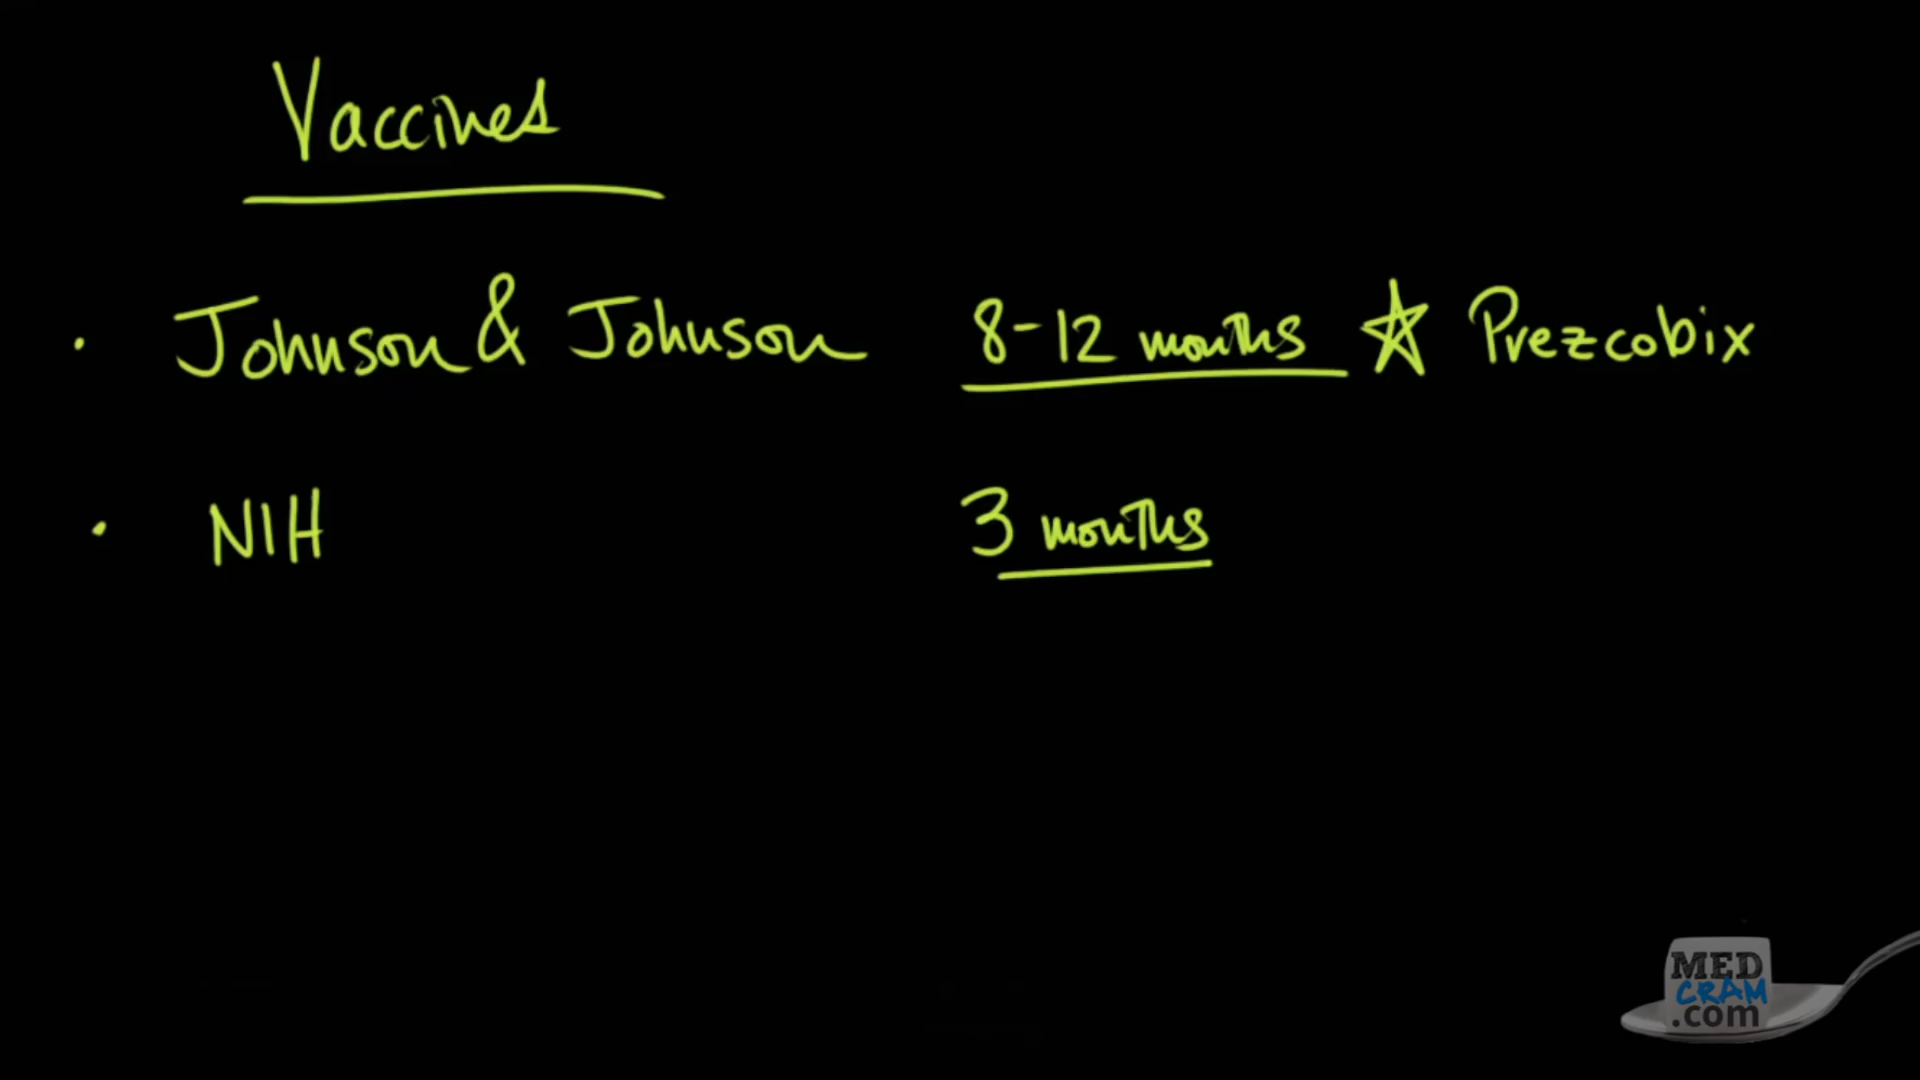 Vaccines
· Johnson & Johnson 8-12 months ☆ Prezcobix
· NIH 3 months
MED
CRAM
.com